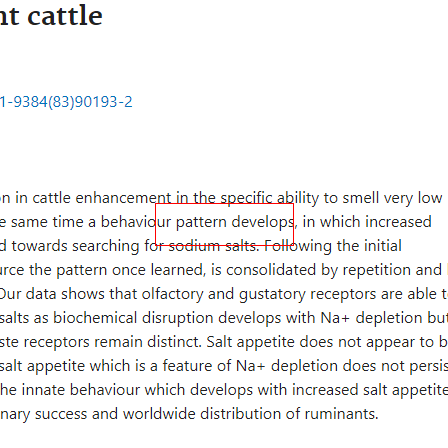 nt cattle
1-9384(83)90193-2
on in cattle enhancement in the specific ability to smell very low
e same time a behaviour pattern develops, in which increased
d towards searching for sodium salts. Following the initial
urce the pattern once learned, is consolidated by repetition and
Our data shows that olfactory and gustatory receptors are able t
salts as biochemical disruption develops with Na+ depletion but
ste receptors remain distinct. Salt appetite does not appear to b
salt appetite which is a feature of Na+ depletion does not persis
he innate behaviour which develops with increased salt appetite
nary success and worldwide distribution of ruminants.